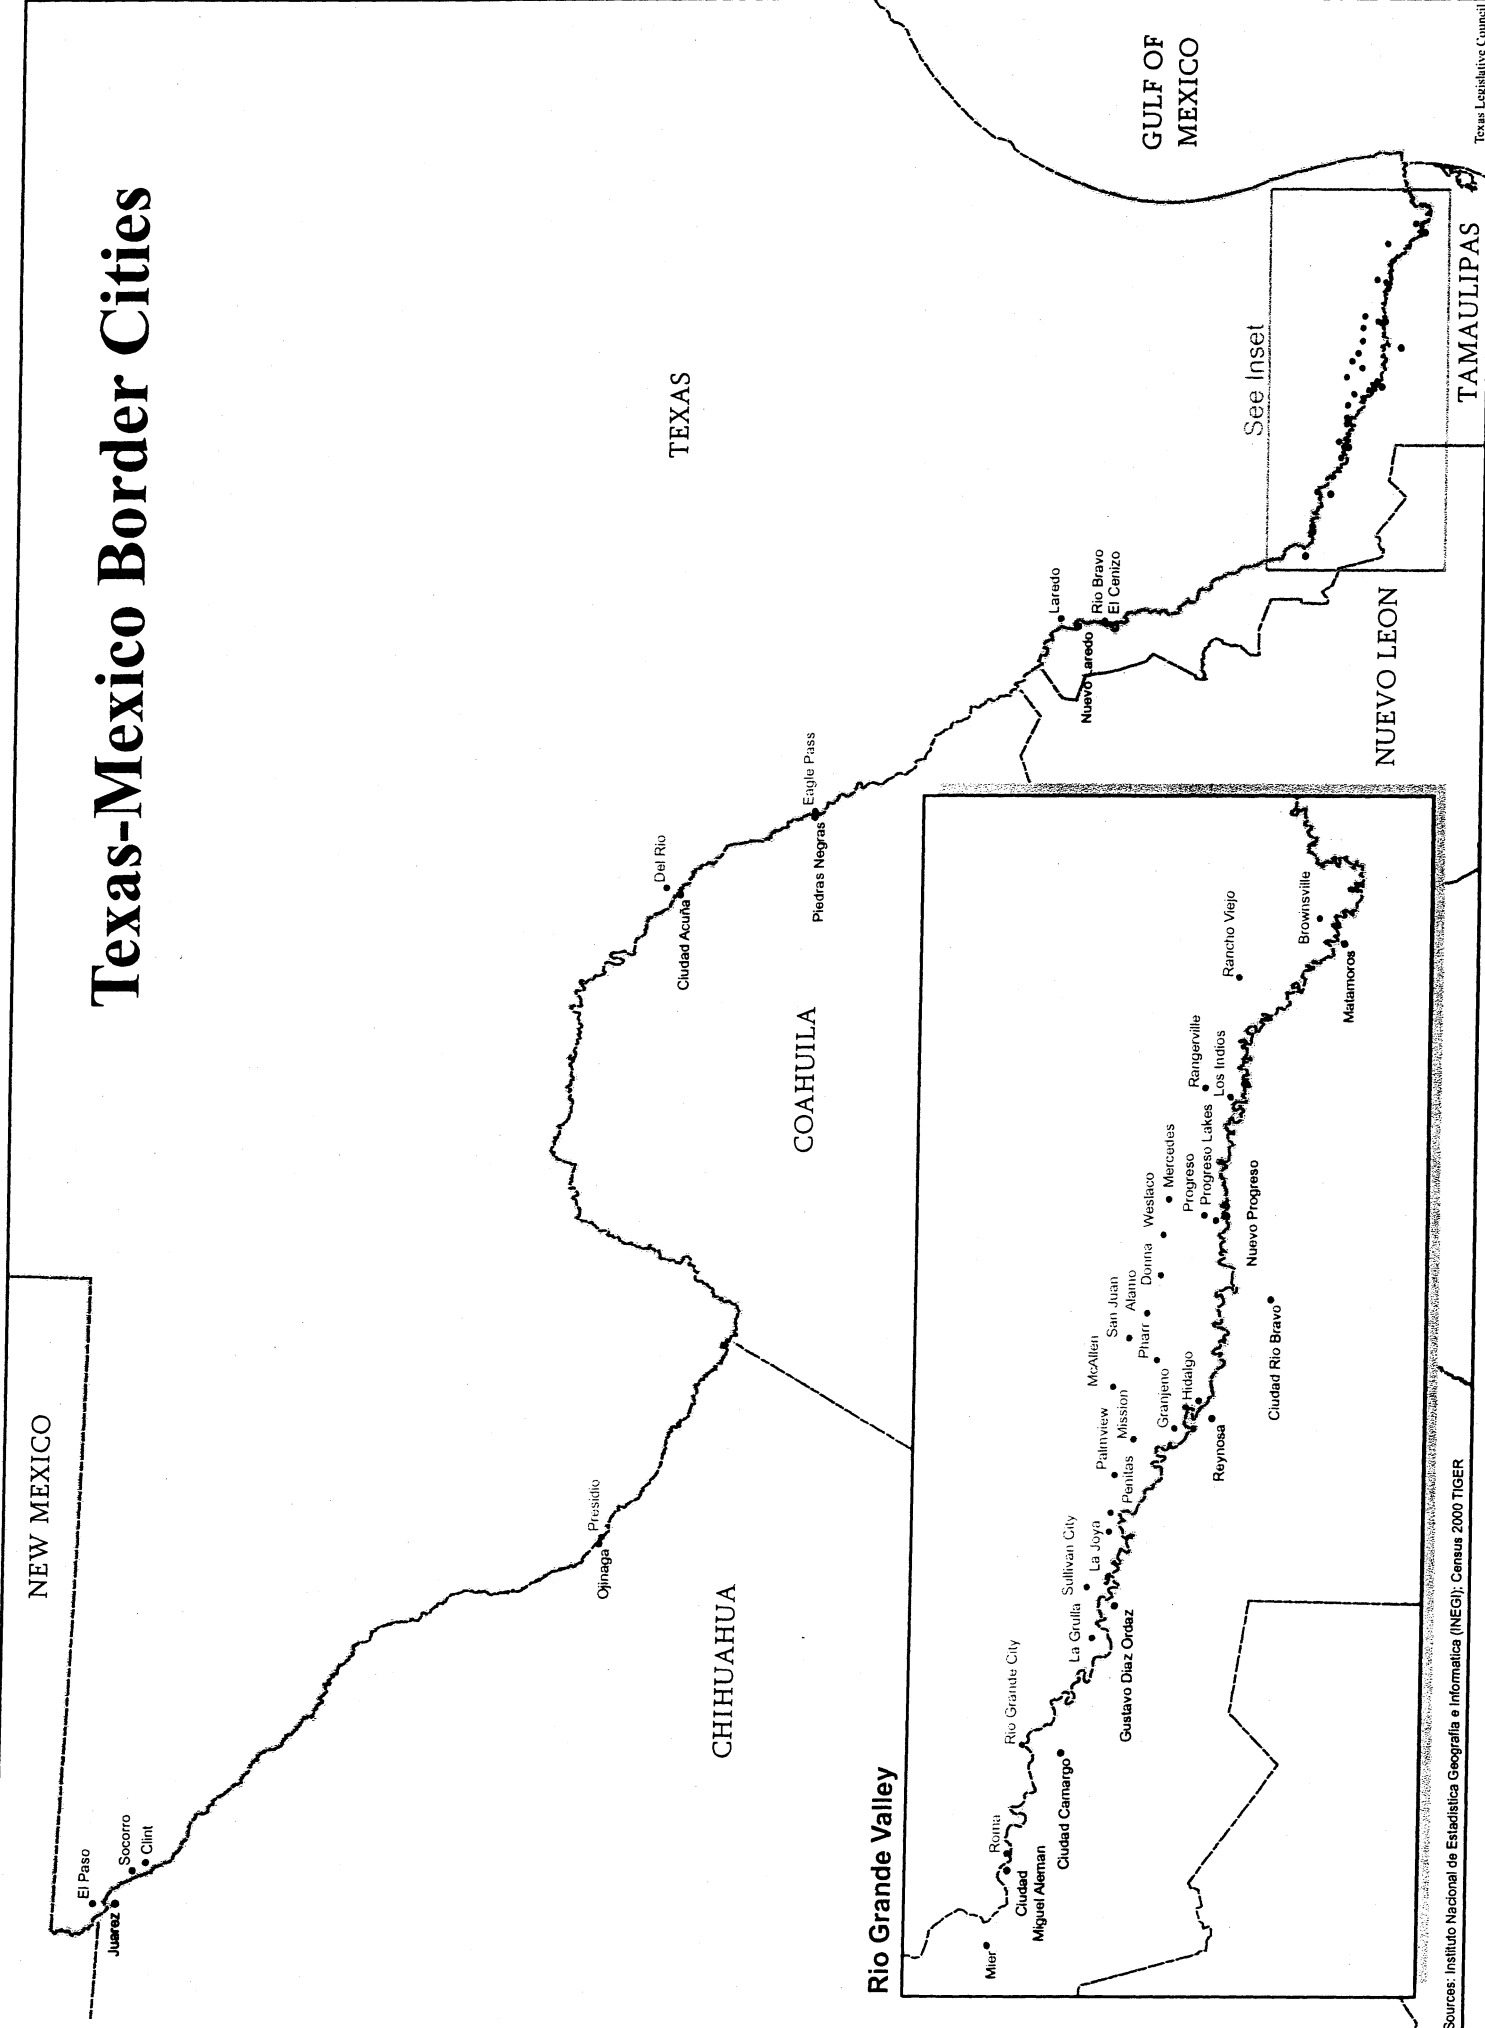 Texas-Mexico Border Cities
NEW MEXICO
TEXAS
GULF OF
MEXICO
El Paso
Juarez
Socorro
Clint
Presidio
Ojinaga
CHIHUAHUA
COAHUILA
Del Rio
Ciudad Acuña
Eagle Pass
Piedras Negras
Laredo
Nuevo Laredo
Rio Bravo
El Cenizo
NUEVO LEON
TAMAULIPAS
See Inset
Rio Grande Valley
Mier
Roma
Ciudad
Miguel Aleman
Rio Grande City
Ciudad Camargo
La Grulla
Sullivan City
Gustavo Diaz Ordaz
La Joya
Penitas
Palmview
Mission
McAllen
Granjeno
Hidalgo
Reynosa
Pharr
San Juan
Alamo
Donna
Weslaco
Mercedes
Progreso
Progreso Lakes
Nuevo Progreso
Ciudad Rio Bravo
Rangerville
Los Indios
Rancho Viejo
Brownsville
Matamoros
Sources: Instituto Nacional de Estadistica Geografia e Informatica (INEGI); Census 2000 TIGER
Texas Legislative Council